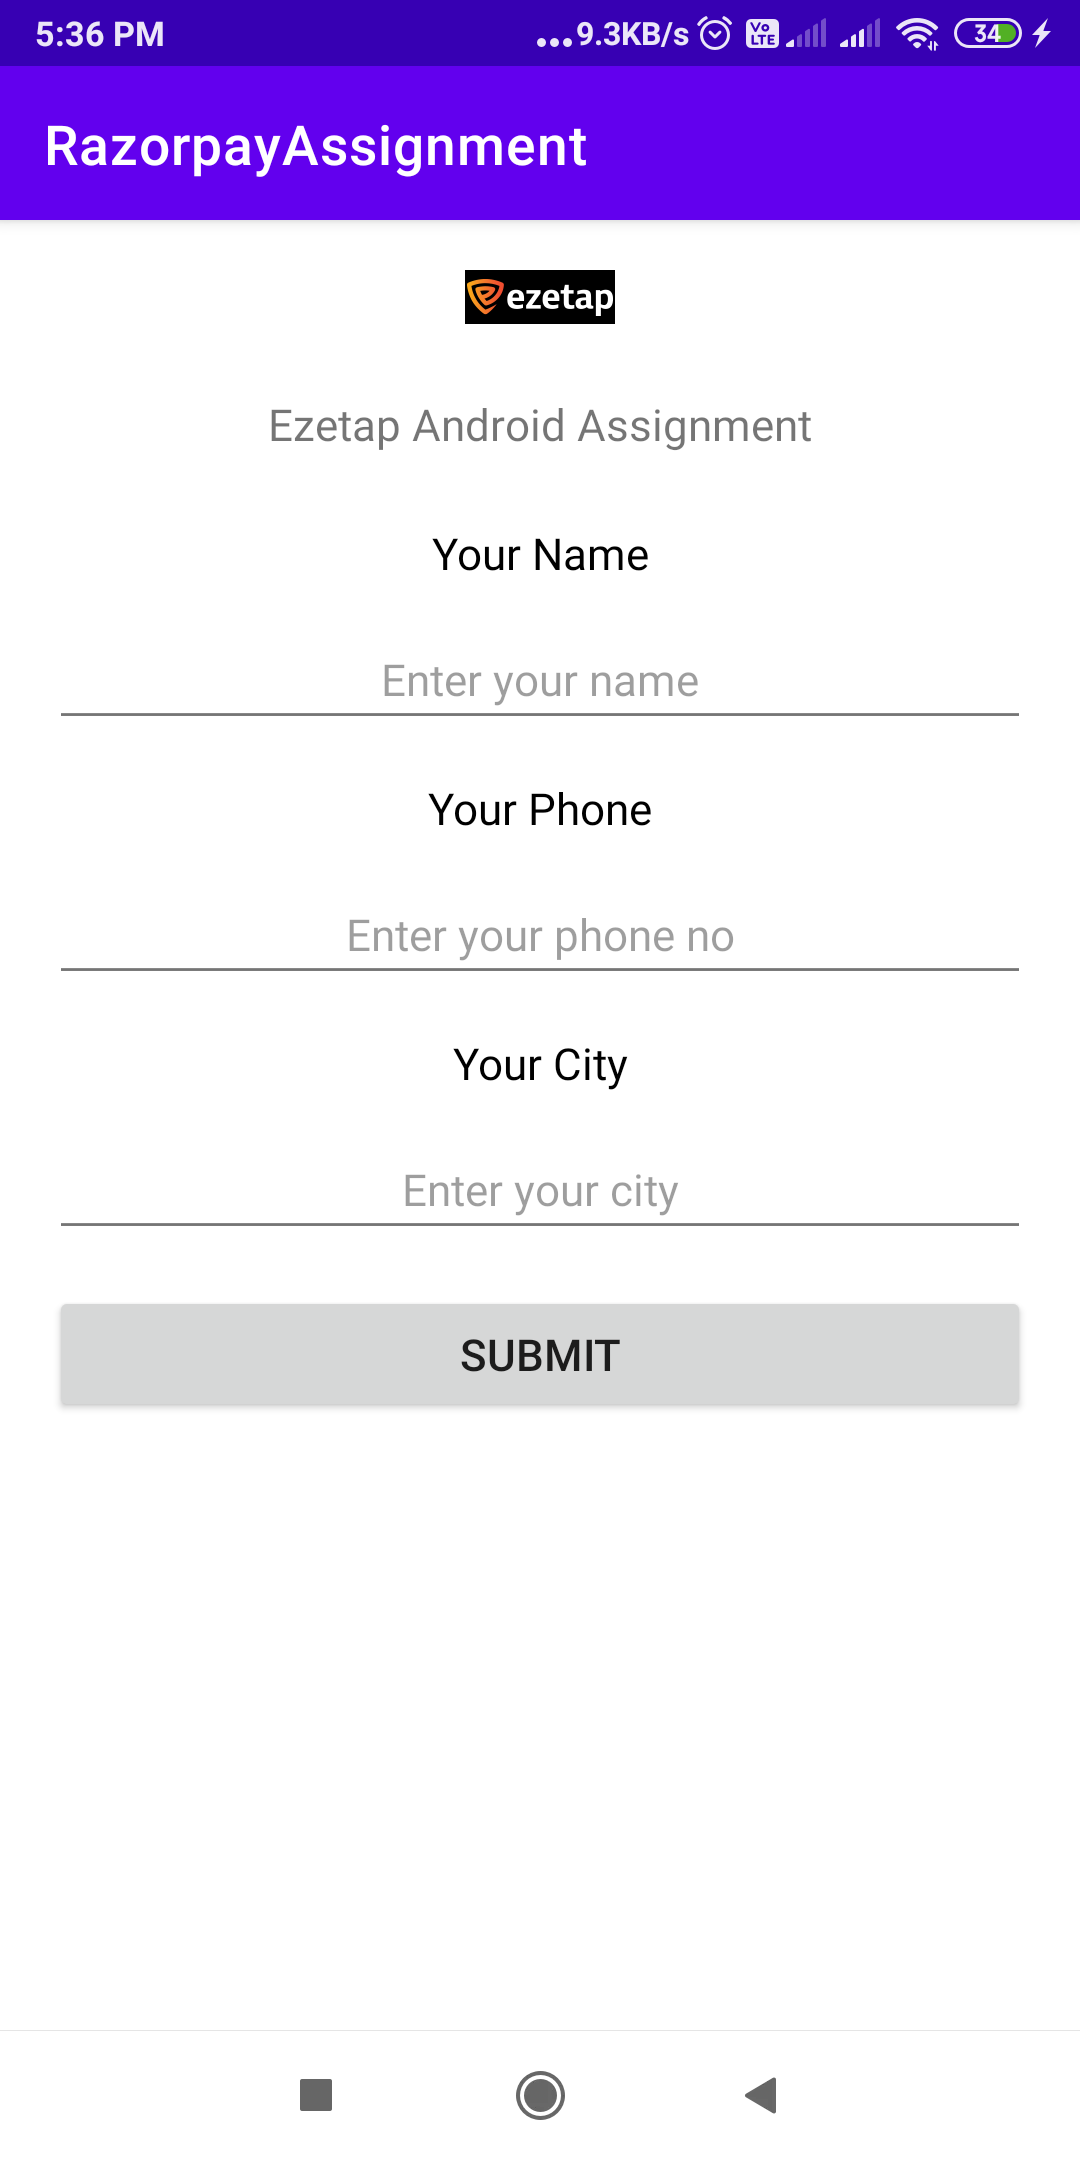 5:36 PM ...9.3KB/s Vo LTE 34
RazorpayAssignment
ezetap
Ezetap Android Assignment
Your Name
Enter your name
Your Phone
Enter your phone no
Your City
Enter your city
SUBMIT